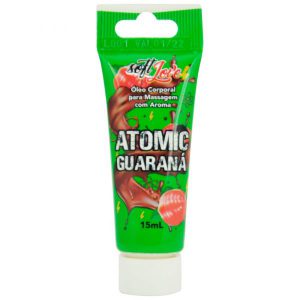 soft Love
Óleo Corporal
para Massagem
com Aroma
ATOMIC
GUARANÁ
15mL